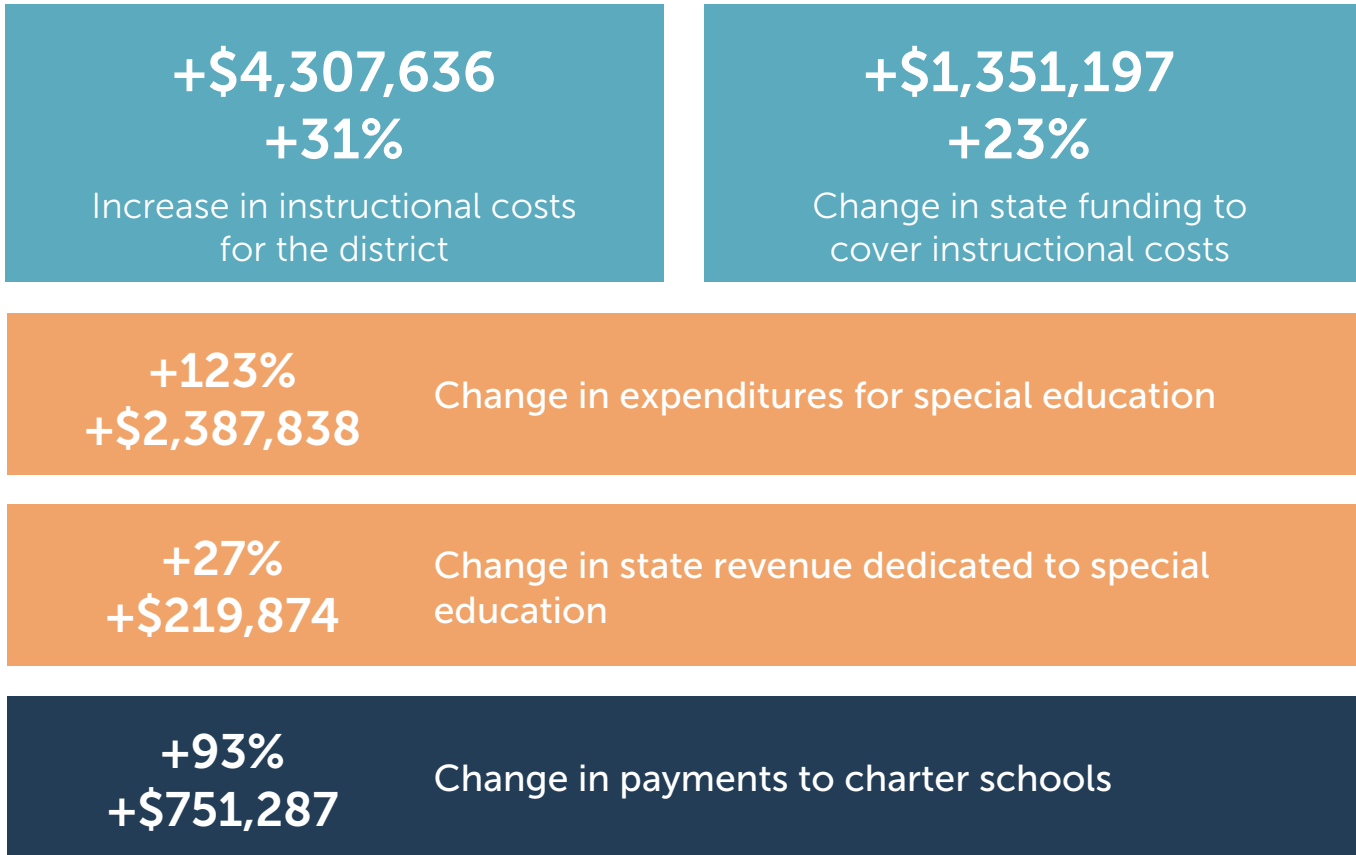 +$4,307,636
+31%
Increase in instructional costs
for the district
+$1,351,197
+23%
Change in state funding to
cover instructional costs
+123%
+$2,387,838
Change in expenditures for special education
+27%
+$219,874
Change in state revenue dedicated to special
education
+93%
+$751,287
Change in payments to charter schools